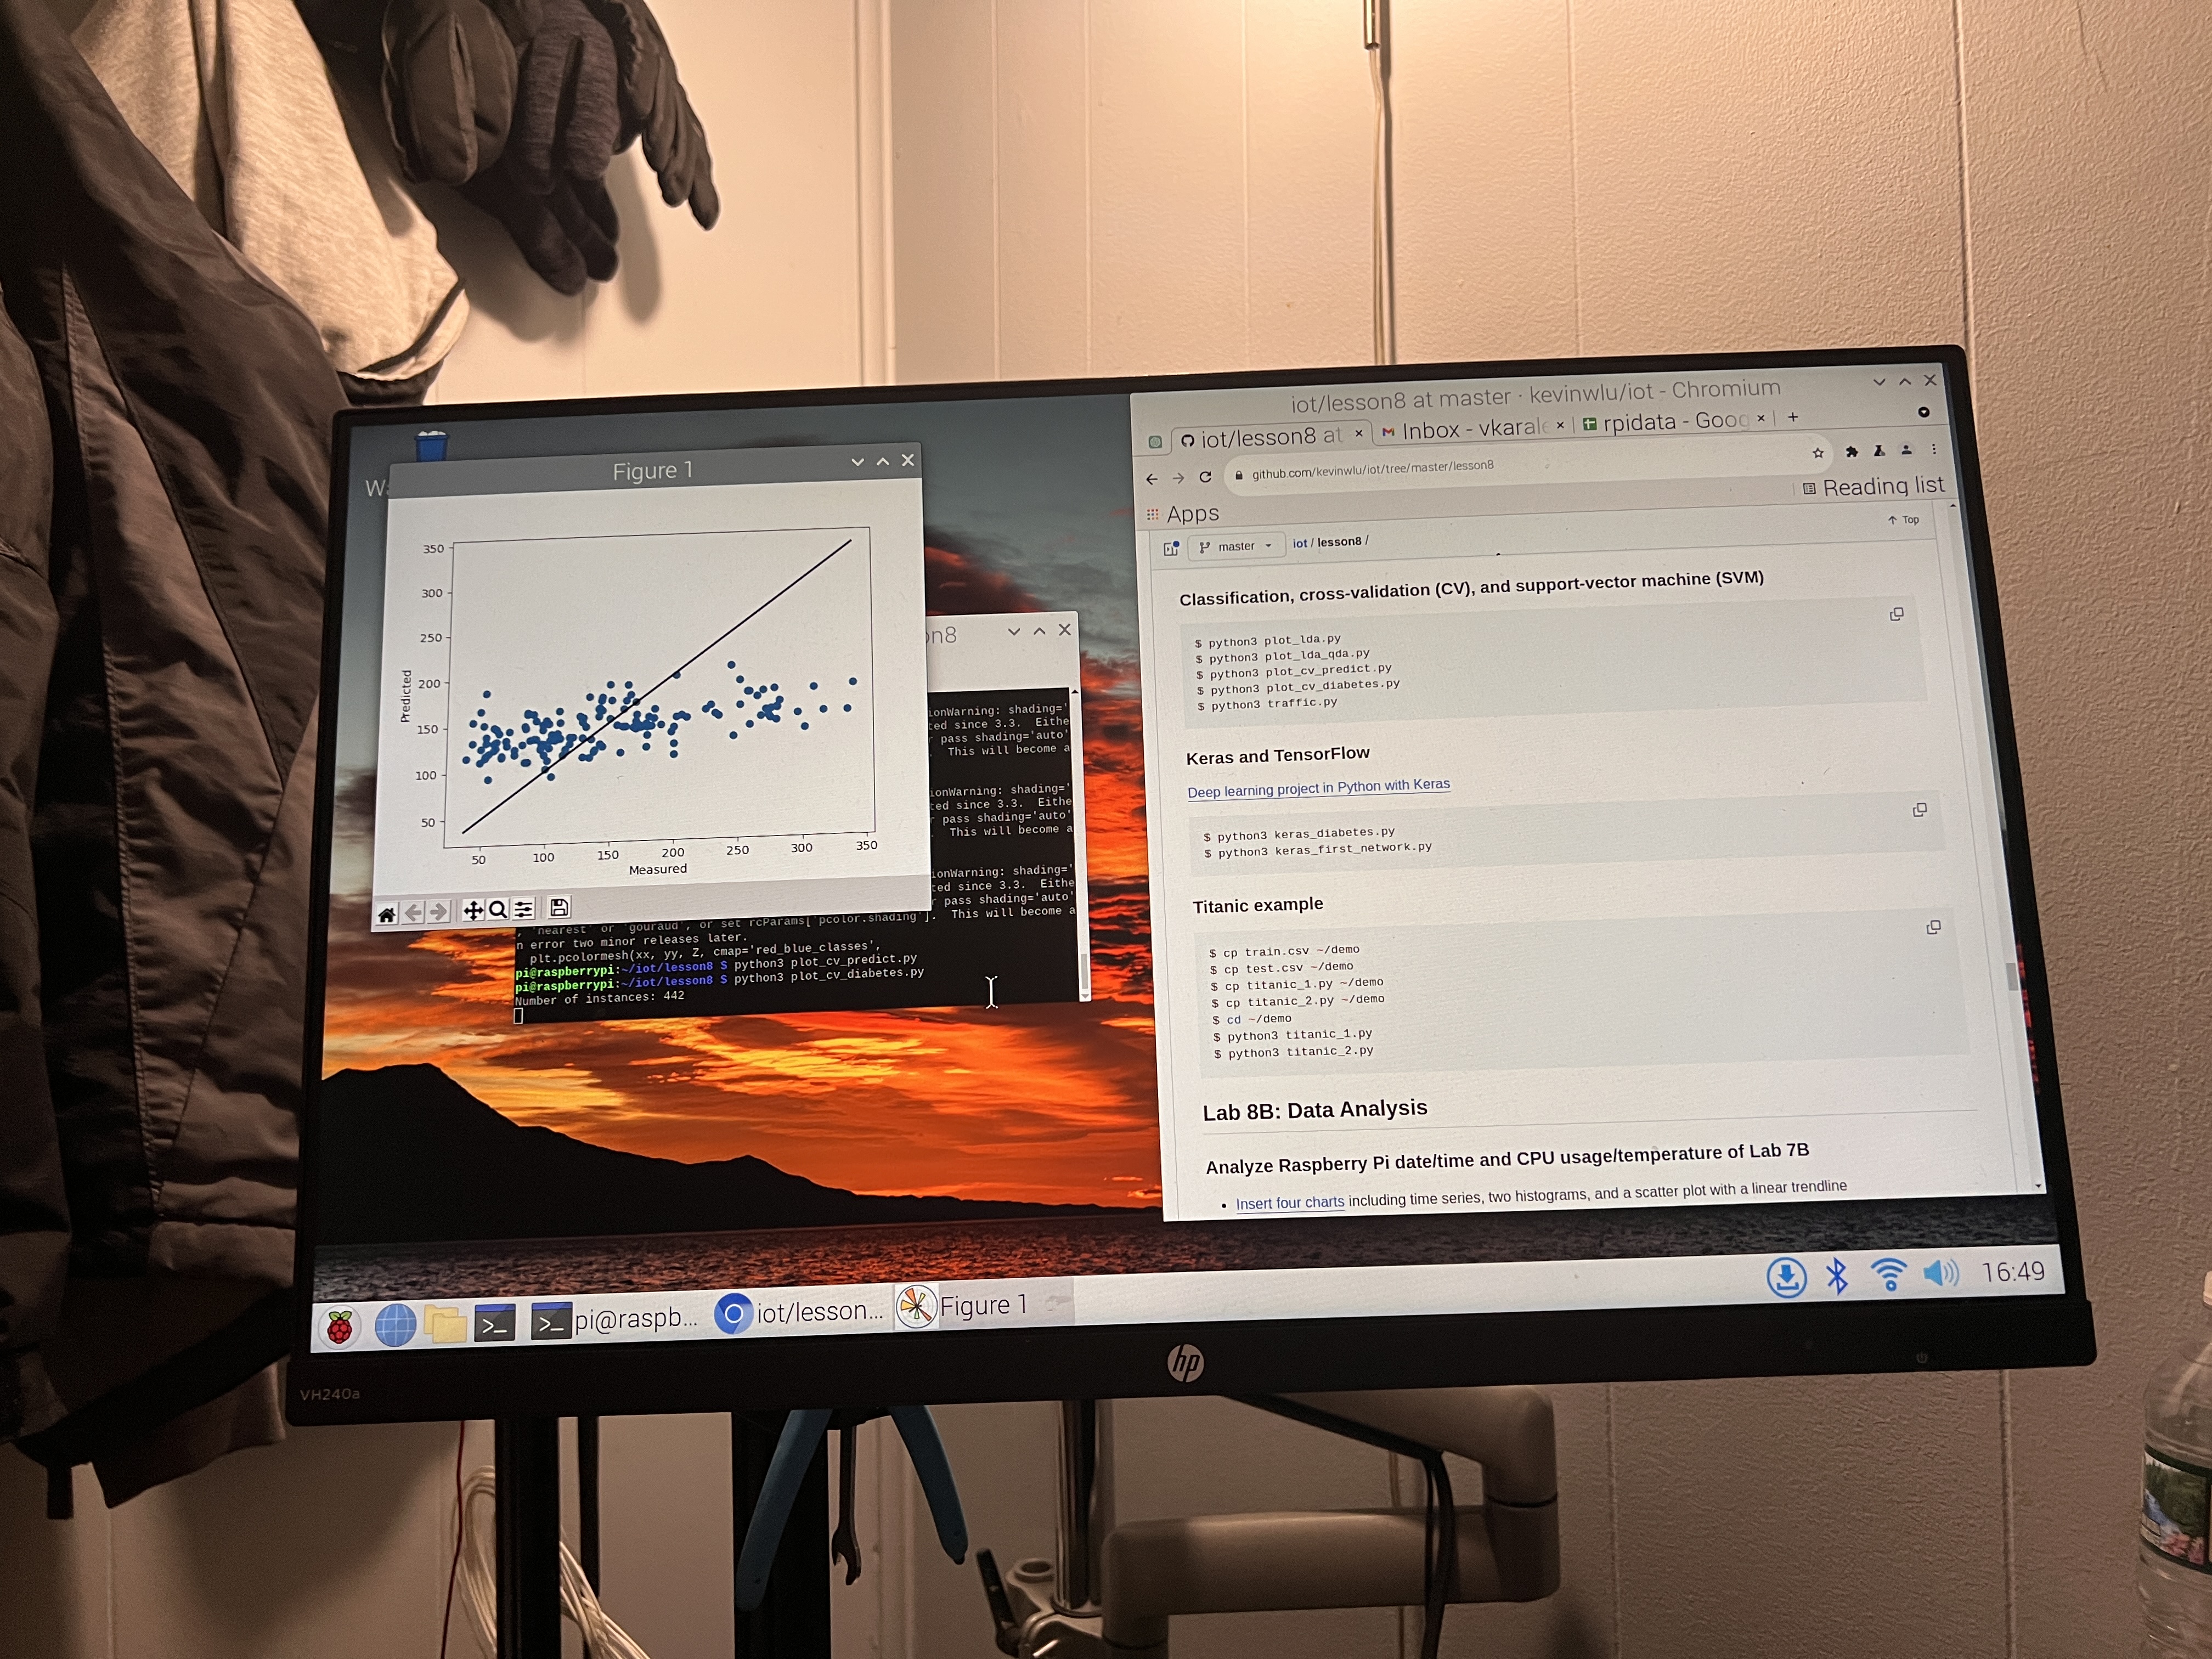 W
Figure 1
350
300
250
200
150
100
50
Predicted
50
100
150
200
250
300
350
Measured
on8
ionWarning: shading='
ted since 3.3.  Eithe
r pass shading='auto'
.  This will become a
ionWarning: shading='
ted since 3.3.  Eithe
r pass shading='auto'
.  This will become a
ionWarning: shading='
ted since 3.3.  Eithe
r pass shading='auto'
, 'nearest' or 'gouraud', or set rcParams['pcolor.shading'].  This will become a
n error two minor releases later.
plt.pcolormesh(xx, yy, Z, cmap='red_blue_classes',
pi@raspberrypi:~/iot/lesson8 $ python3 plot_cv_predict.py
pi@raspberrypi:~/iot/lesson8 $ python3 plot_cv_diabetes.py
Number of instances: 442
iot/lesson8 at master · kevinwlu/iot - Chromium
iot/lesson8 at × Inbox - vkarale × rpidata - Goog × +
github.com/kevinwlu/iot/tree/master/lesson8
Reading list
Apps
↑ Top
master iot / lesson8 /
Classification, cross-validation (CV), and support-vector machine (SVM)
$ python3 plot_lda.py
$ python3 plot_lda_qda.py
$ python3 plot_cv_predict.py
$ python3 plot_cv_diabetes.py
$ python3 traffic.py
Keras and TensorFlow
Deep learning project in Python with Keras
$ python3 keras_diabetes.py
$ python3 keras_first_network.py
Titanic example
$ cp train.csv ~/demo
$ cp test.csv ~/demo
$ cp titanic_1.py ~/demo
$ cp titanic_2.py ~/demo
$ cd ~/demo
$ python3 titanic_1.py
$ python3 titanic_2.py
Lab 8B: Data Analysis
Analyze Raspberry Pi date/time and CPU usage/temperature of Lab 7B
• Insert four charts including time series, two histograms, and a scatter plot with a linear trendline
pi@raspb...
iot/lesson...
Figure 1
16:49
hp
VH240a